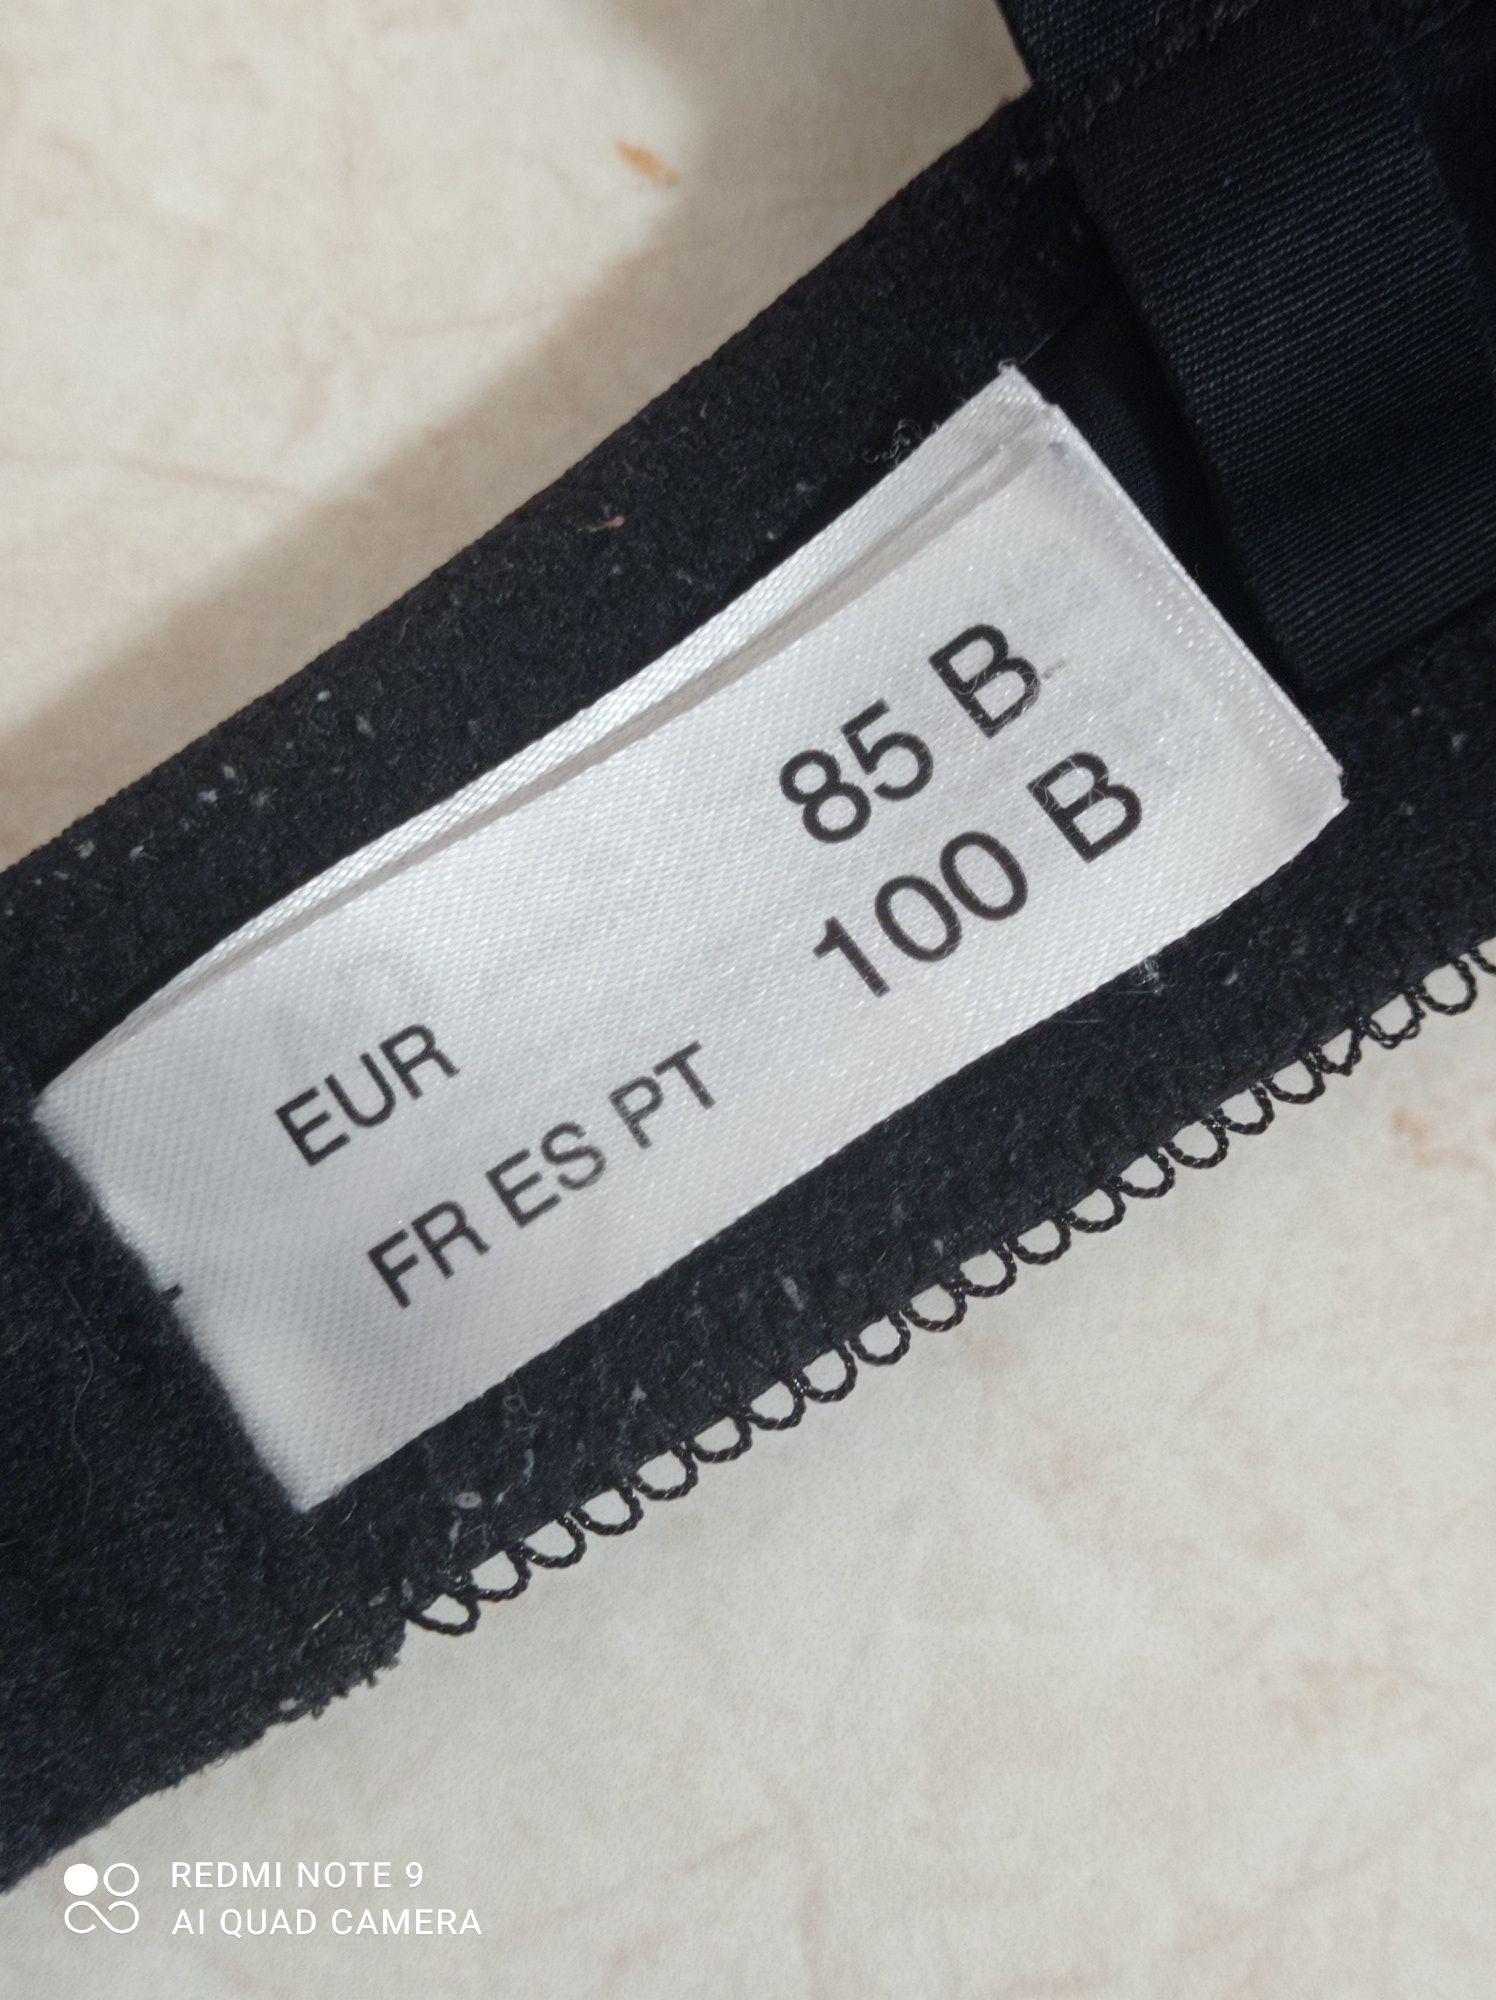 EUR 85 B
FR ES PT 100 B
REDMI NOTE 9
AI QUAD CAMERA